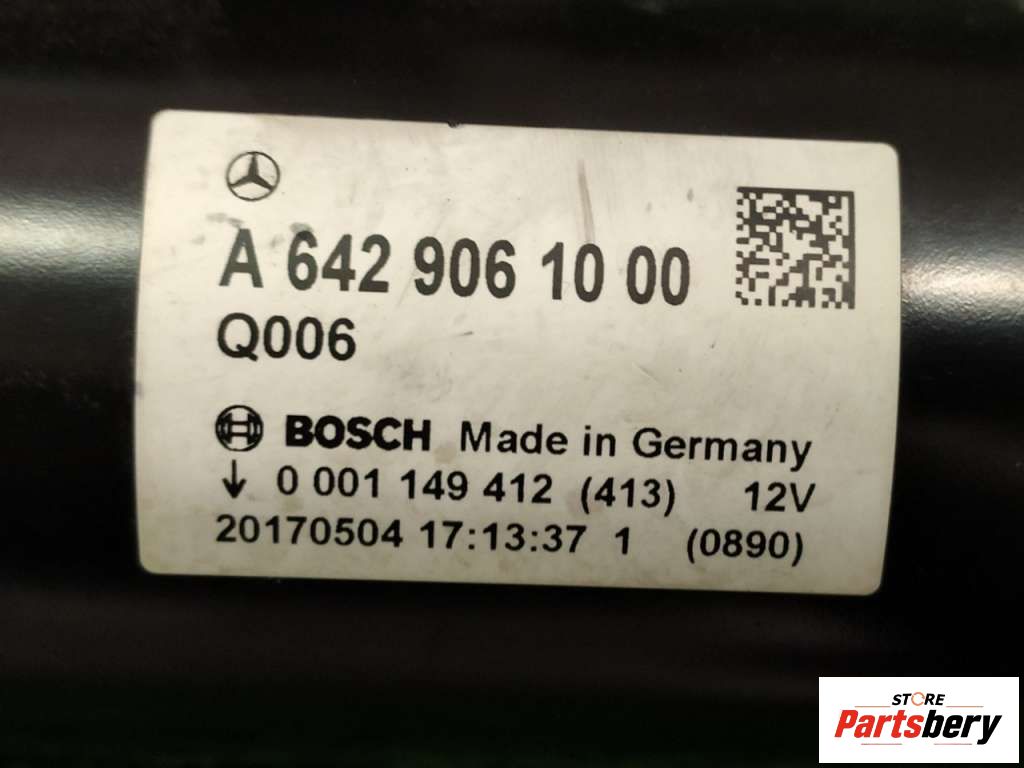 A 642 906 10 00
Q006
BOSCH Made in Germany
↓ 0 001 149 412 (413) 12V
20170504 17:13:37 1 (0890)
STORE
Partsbery